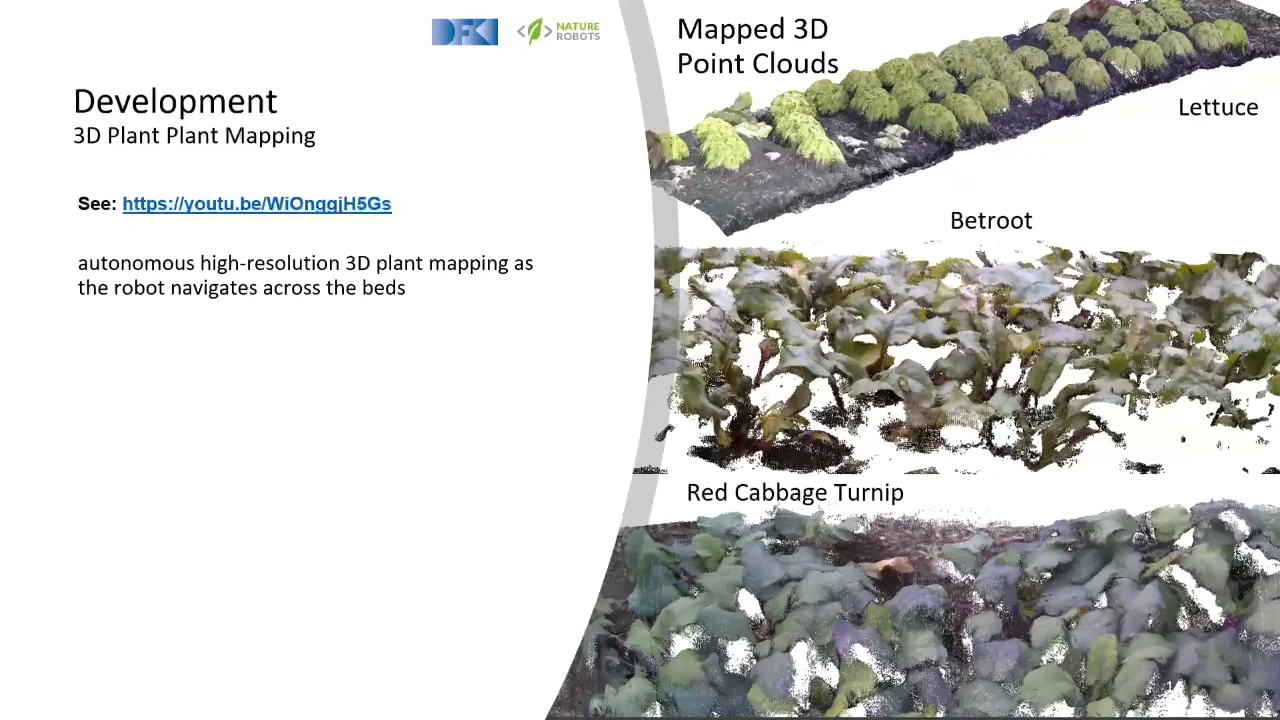 DFKI
NATURE
ROBOTS
Development
3D Plant Plant Mapping
See: https://youtu.be/WiOngqjH5Gs
autonomous high-resolution 3D plant mapping as
the robot navigates across the beds
Mapped 3D
Point Clouds
Lettuce
Betroot
Red Cabbage Turnip